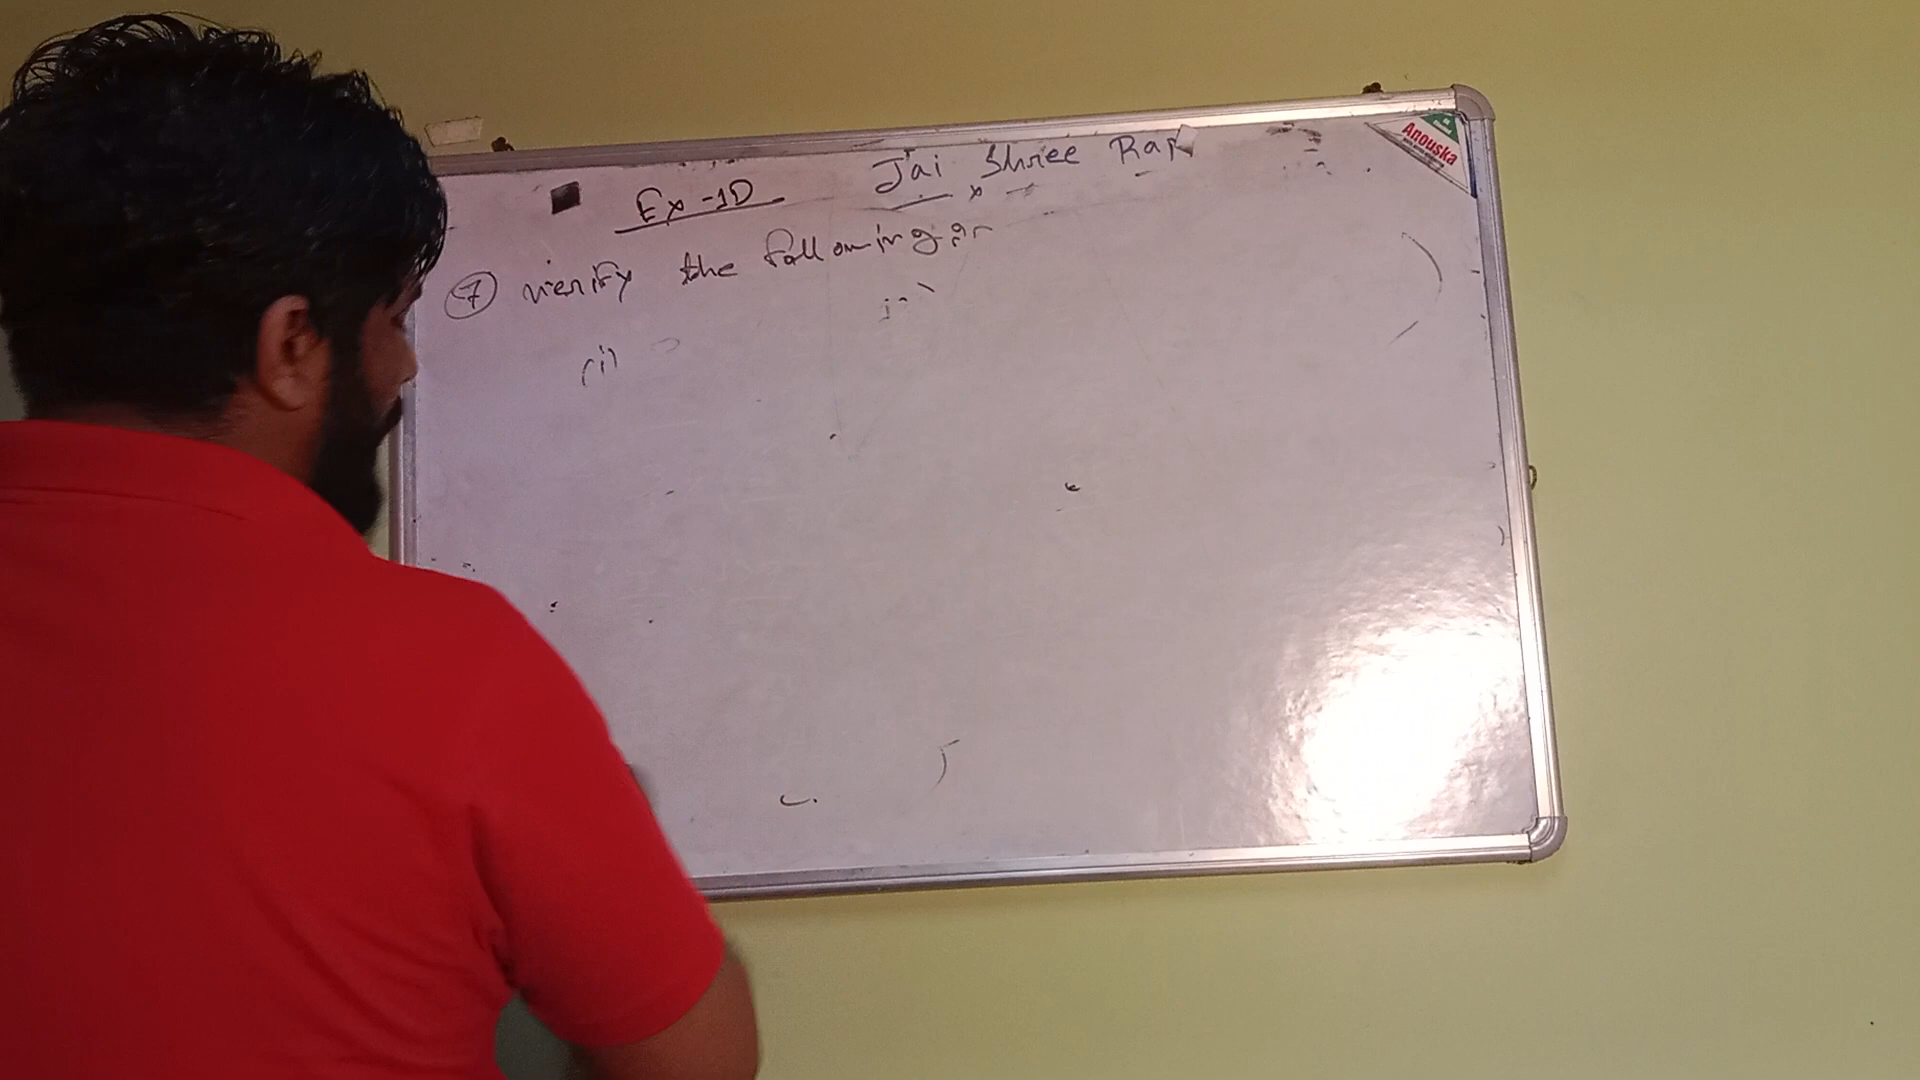 Jai Shree Ram
Ex-1D
7 verify the following:-
(i)
Anouska